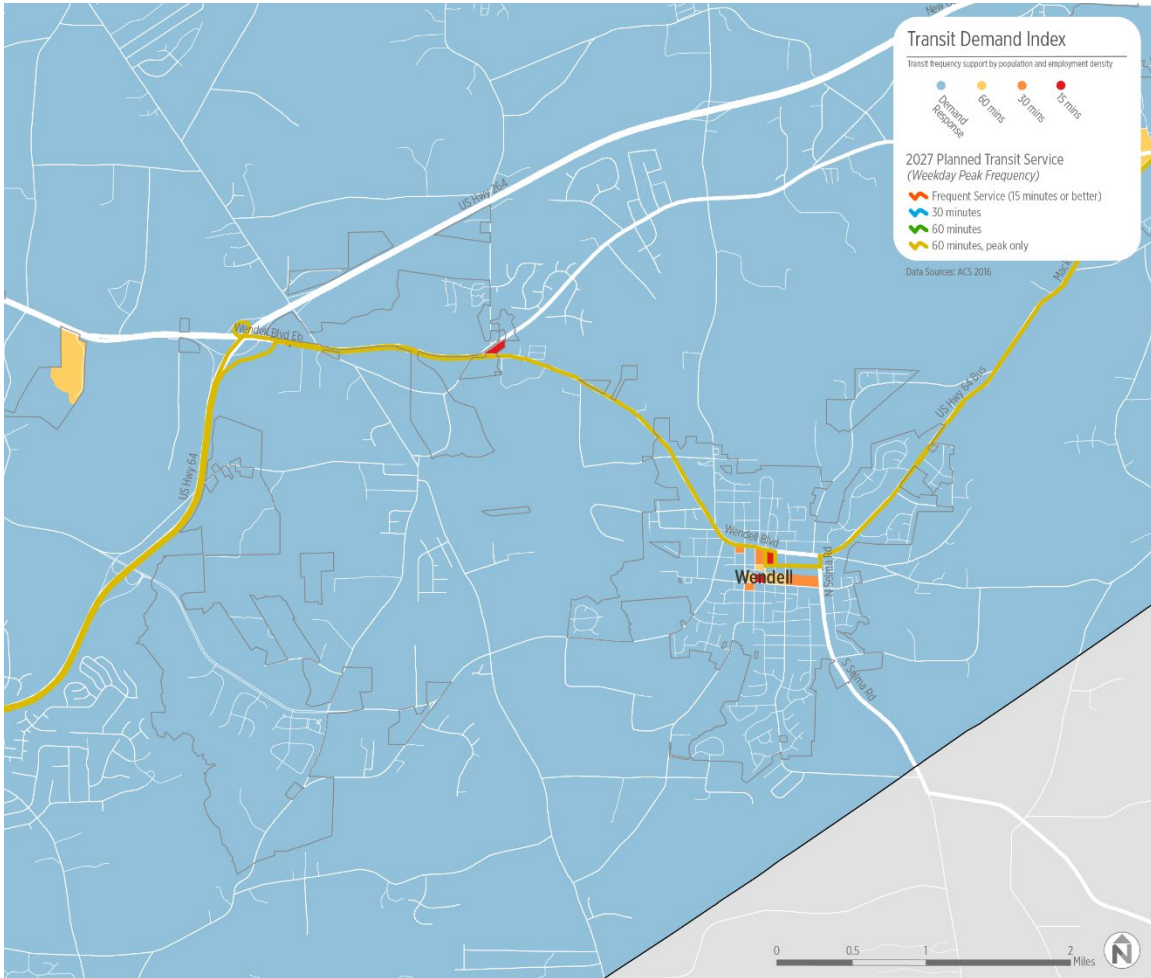 Transit Demand Index
Transit frequency support by population and employment density
Demand
Response
60 mins
30 mins
15 mins
2027 Planned Transit Service
(Weekday Peak Frequency)
Frequent Service (15 minutes or better)
30 minutes
60 minutes
60 minutes, peak only
Data Sources: ACS 2016
US Hwy 264
Wendell Blvd Eb
US Hwy 64
US Hwy 64 Bus
Wendell Blvd
Wendell
N Selma Rd
S Selma Rd
0 0.5 1 2
Miles
N